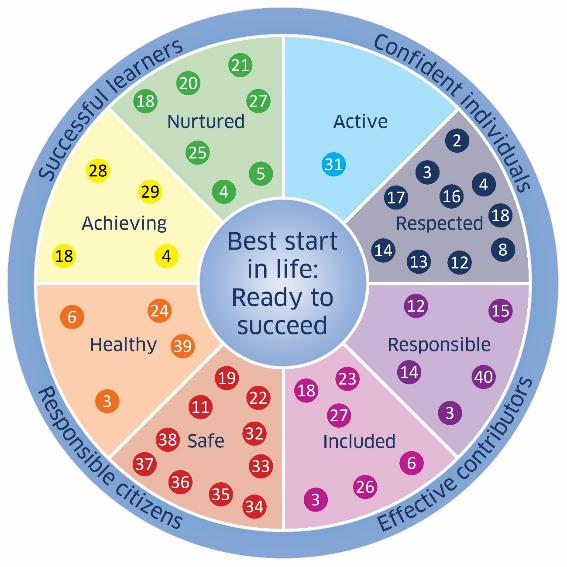 Successful learners
Confident individuals
Effective contributors
Responsible citizens
Best start
in life:
Ready to
succeed
Active
31
Respected
2
3
4
17
16
18
14
13
12
8
Responsible
12
15
14
40
3
Included
18
23
27
6
26
3
Safe
19
22
11
32
38
37
33
36
35
34
Healthy
6
24
39
3
Achieving
28
29
18
4
Nurtured
21
20
18
27
25
5
4